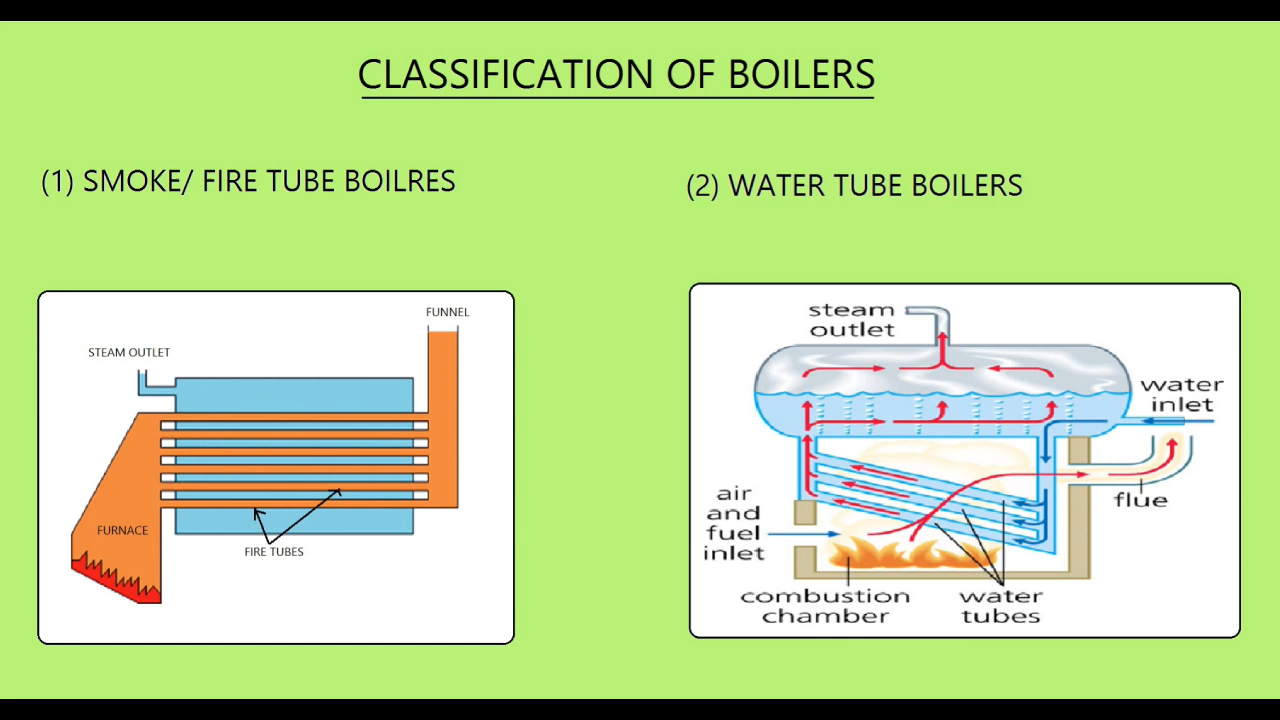 CLASSIFICATION OF BOILERS
(1) SMOKE/ FIRE TUBE BOILRES
(2) WATER TUBE BOILERS
FUNNEL
STEAM OUTLET
FURNACE
FIRE TUBES
steam
outlet
water
inlet
flue
air
and
fuel
inlet
combustion
chamber
water
tubes